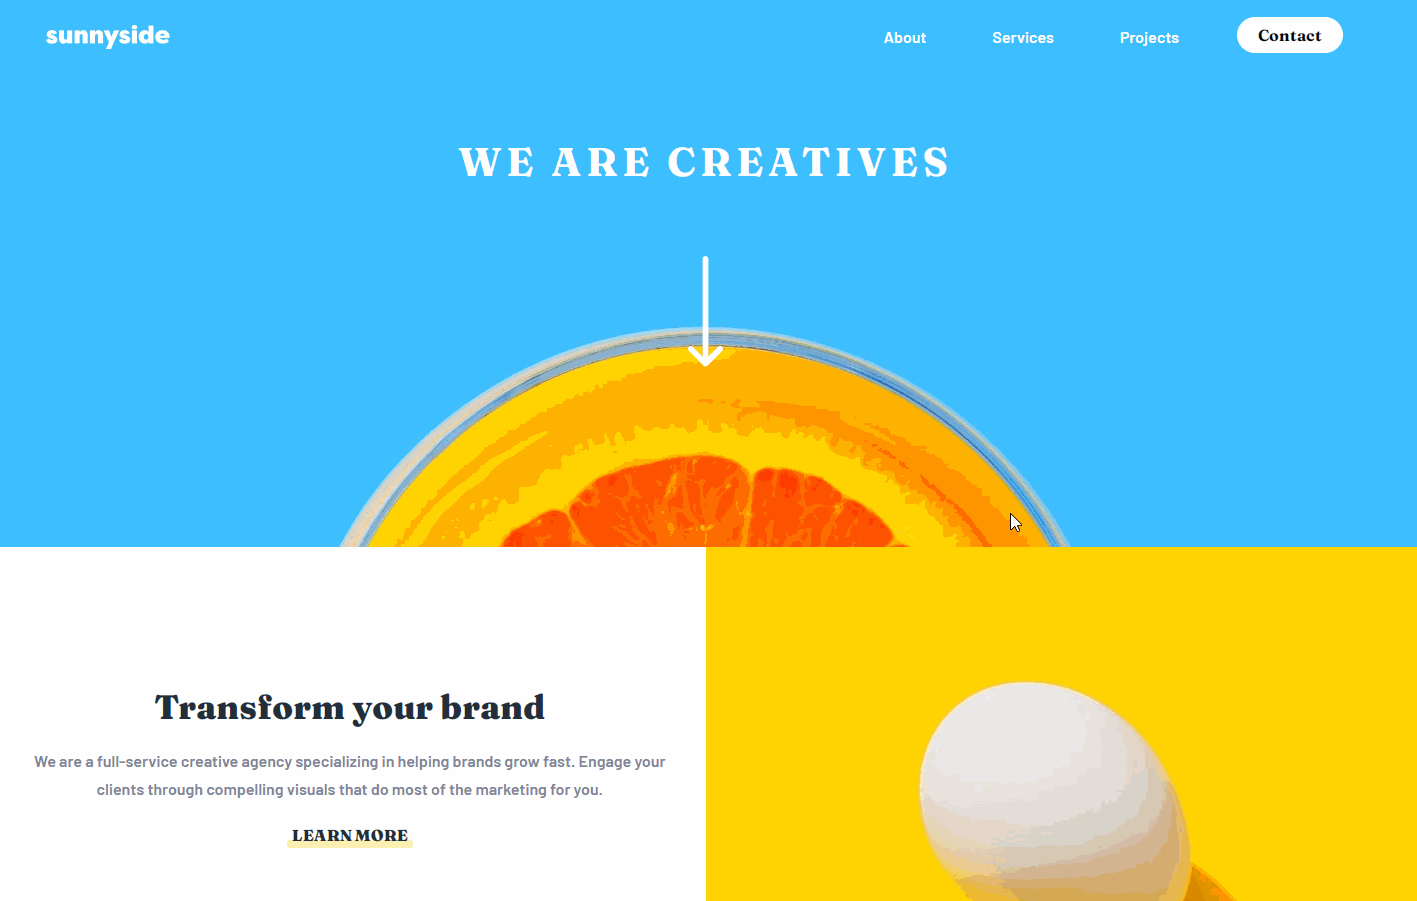 sunnyside
About
Services
Projects
Contact
WE ARE CREATIVES
Transform your brand
We are a full-service creative agency specializing in helping brands grow fast. Engage your
clients through compelling visuals that do most of the marketing for you.
LEARN MORE